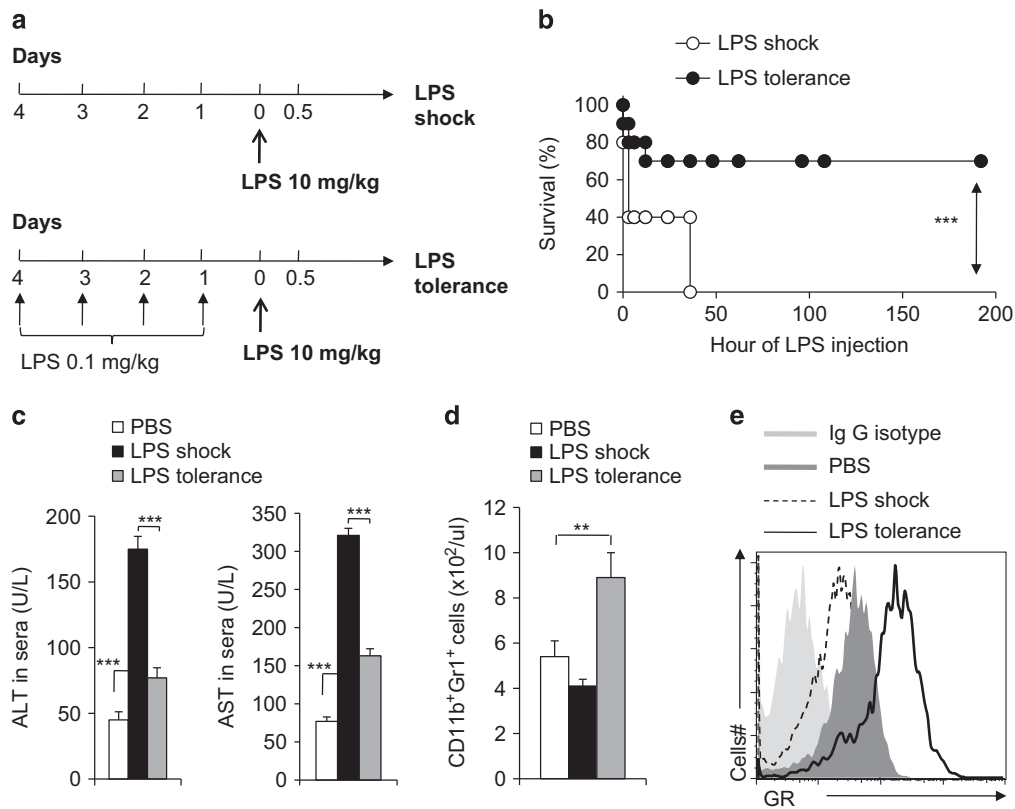 a
Days
4 3 2 1 0 0.5
LPS
shock
LPS 10 mg/kg
Days
4 3 2 1 0 0.5
LPS
tolerance
LPS 0.1 mg/kg
LPS 10 mg/kg
b
LPS shock
LPS tolerance
Survival (%)
100
80
60
40
20
0
***
0 50 100 150 200
Hour of LPS injection
c
PBS
LPS shock
LPS tolerance
ALT in sera (U/L)
200
150
100
50
0
***
***
AST in sera (U/L)
350
300
250
200
150
100
50
0
***
***
d
PBS
LPS shock
LPS tolerance
CD11b⁺Gr1⁺ cells (x10²/ul)
12
10
8
6
4
2
0
**
e
Ig G isotype
PBS
LPS shock
LPS tolerance
Cells#
GR